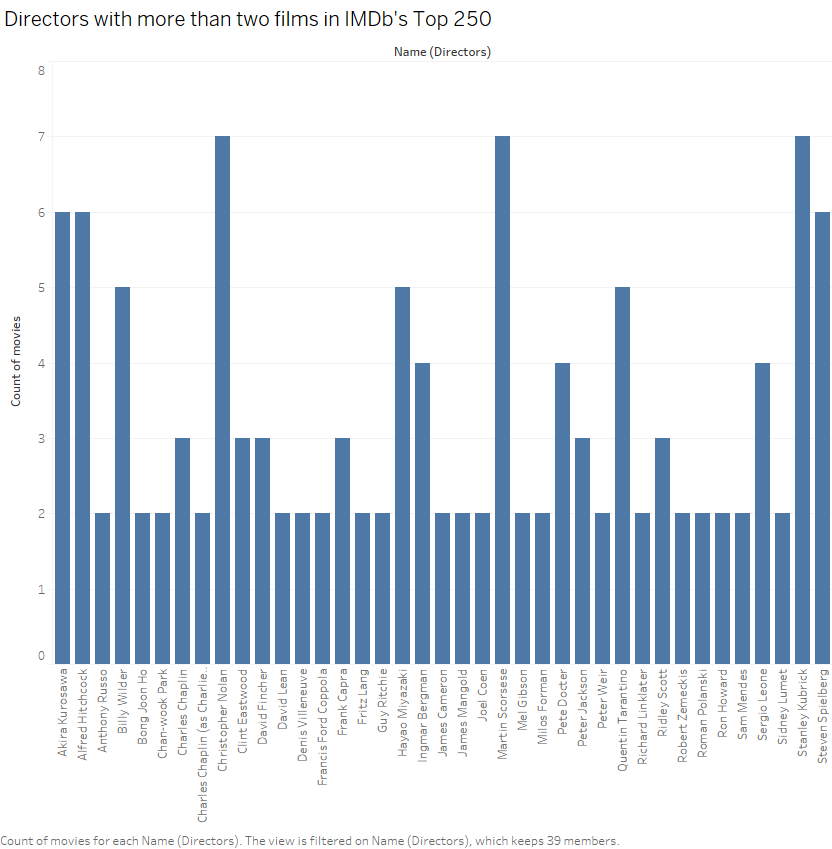 Directors with more than two films in IMDb's Top 250
Name (Directors)
8
7
6
5
4
3
2
1
0
Count of movies
Akira Kurosawa
Alfred Hitchcock
Anthony Russo
Billy Wilder
Bong Joon Ho
Chan-wook Park
Charles Chaplin
Charles Chaplin (as Charlie..
Christopher Nolan
Clint Eastwood
David Fincher
David Lean
Denis Villeneuve
Francis Ford Coppola
Frank Capra
Fritz Lang
Guy Ritchie
Hayao Miyazaki
Ingmar Bergman
James Cameron
James Mangold
Joel Coen
Martin Scorsese
Mel Gibson
Milos Forman
Pete Docter
Peter Jackson
Peter Weir
Quentin Tarantino
Richard Linklater
Ridley Scott
Robert Zemeckis
Roman Polanski
Ron Howard
Sam Mendes
Sergio Leone
Sidney Lumet
Stanley Kubrick
Steven Spielberg
Count of movies for each Name (Directors). The view is filtered on Name (Directors), which keeps 39 members.